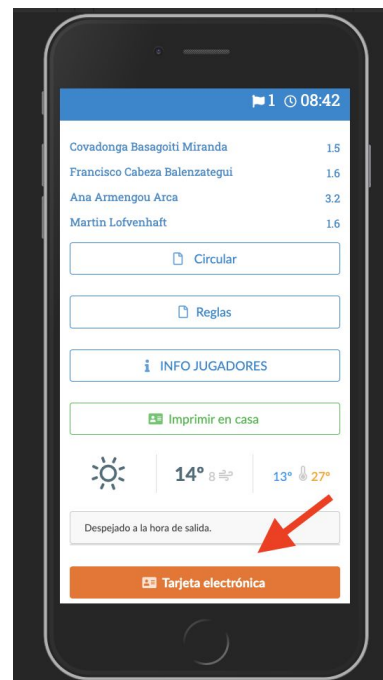 1 08:42
Covadonga Basagoiti Miranda 1.5
Francisco Cabeza Balenzategui 1.6
Ana Armengou Arca 3.2
Martin Lofvenhaft 1.6
Circular
Reglas
INFO JUGADORES
Imprimir en casa
14° 8 13° 27°
Despejado a la hora de salida.
Tarjeta electrónica